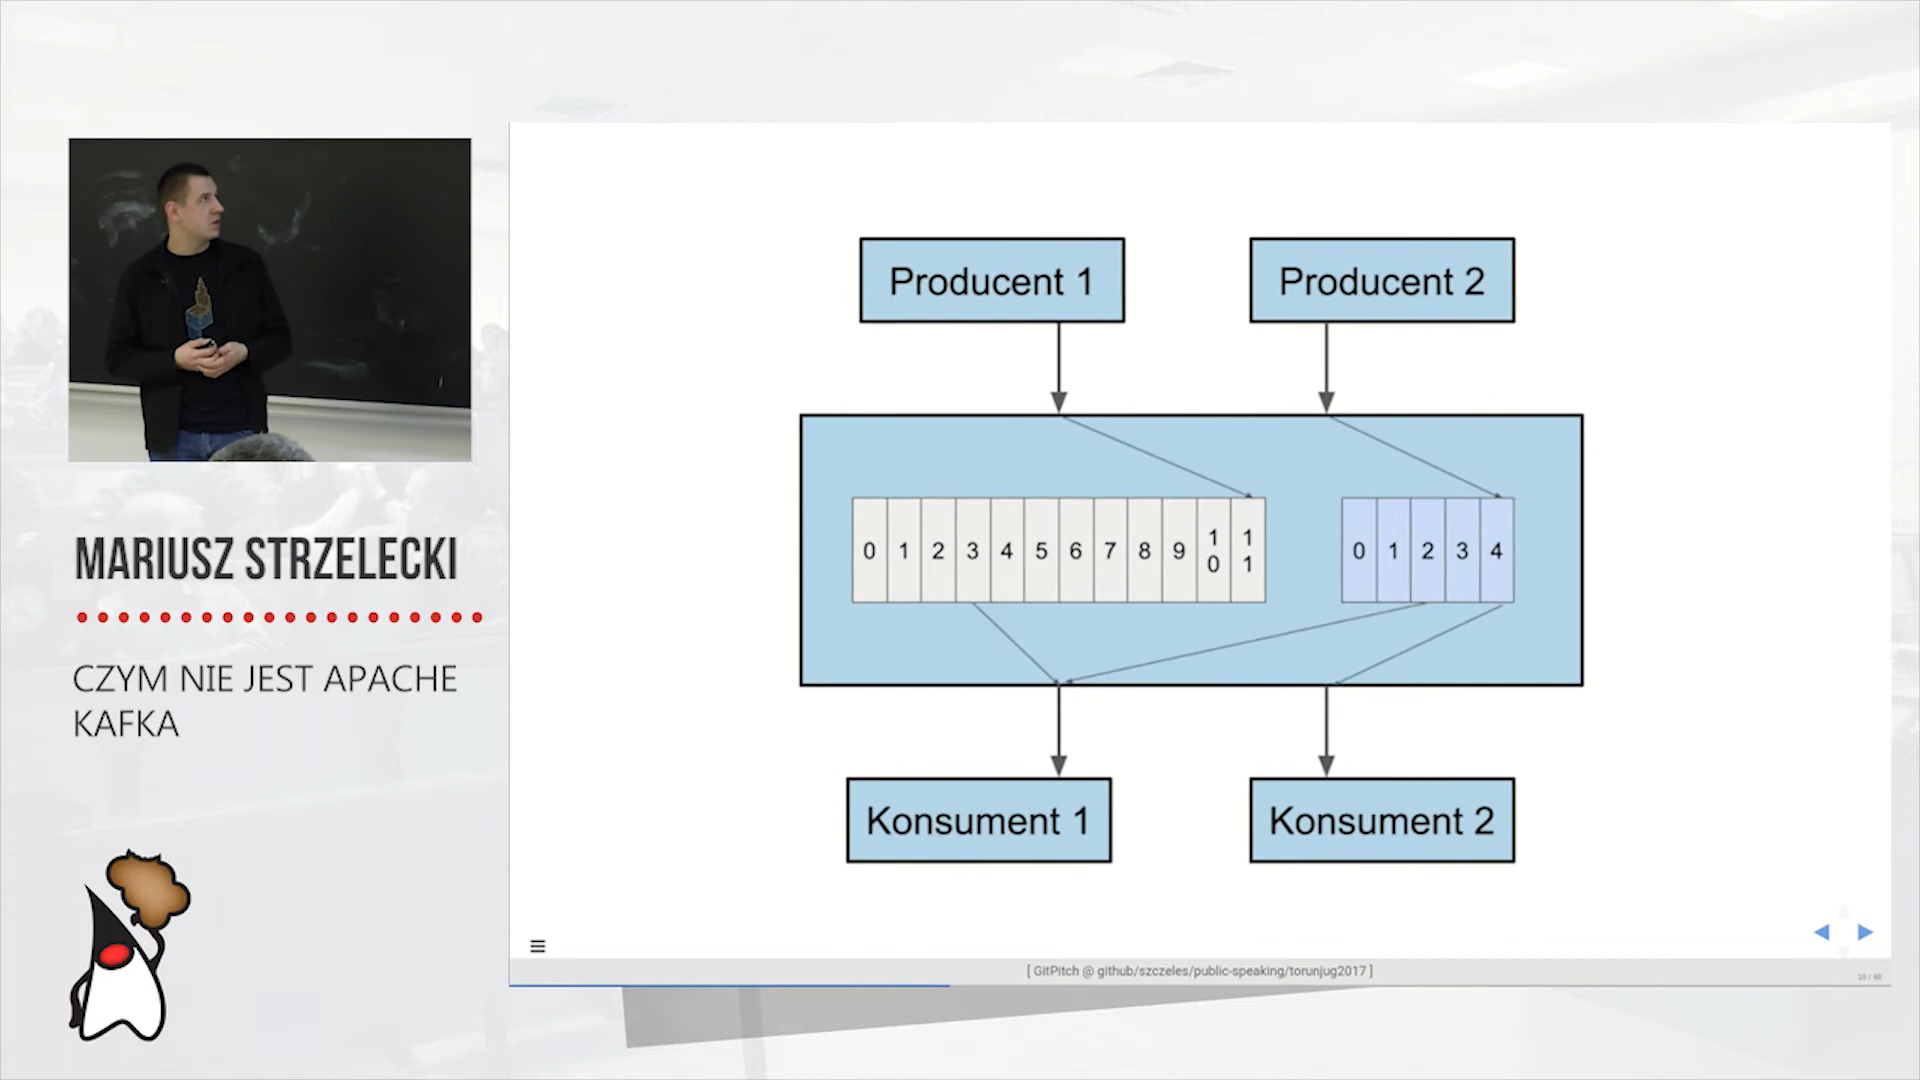 MARIUSZ STRZELECKI
CZYM NIE JEST APACHE
KAFKA
Producent 1
Producent 2
0 1 2 3 4 5 6 7 8 9 10 11
0 1 2 3 4
Konsument 1
Konsument 2
[ GitPitch @ github/szczeles/public-speaking/torunjug2017 ]